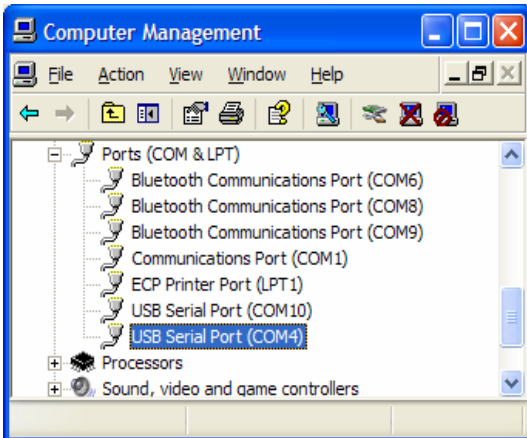 Computer Management
File Action View Window Help
Ports (COM & LPT)
Bluetooth Communications Port (COM6)
Bluetooth Communications Port (COM8)
Bluetooth Communications Port (COM9)
Communications Port (COM1)
ECP Printer Port (LPT1)
USB Serial Port (COM10)
USB Serial Port (COM4)
Processors
Sound, video and game controllers